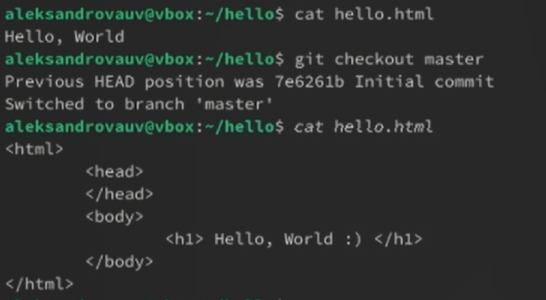 aleksandrovauv@vbox:~/hello$ cat hello.html
Hello, World
aleksandrovauv@vbox:~/hello$ git checkout master
Previous HEAD position was 7e6261b Initial commit
Switched to branch 'master'
aleksandrovauv@vbox:~/hello$ cat hello.html
<html>
        <head>
        </head>
        <body>
                <h1> Hello, World :) </h1>
        </body>
</html>